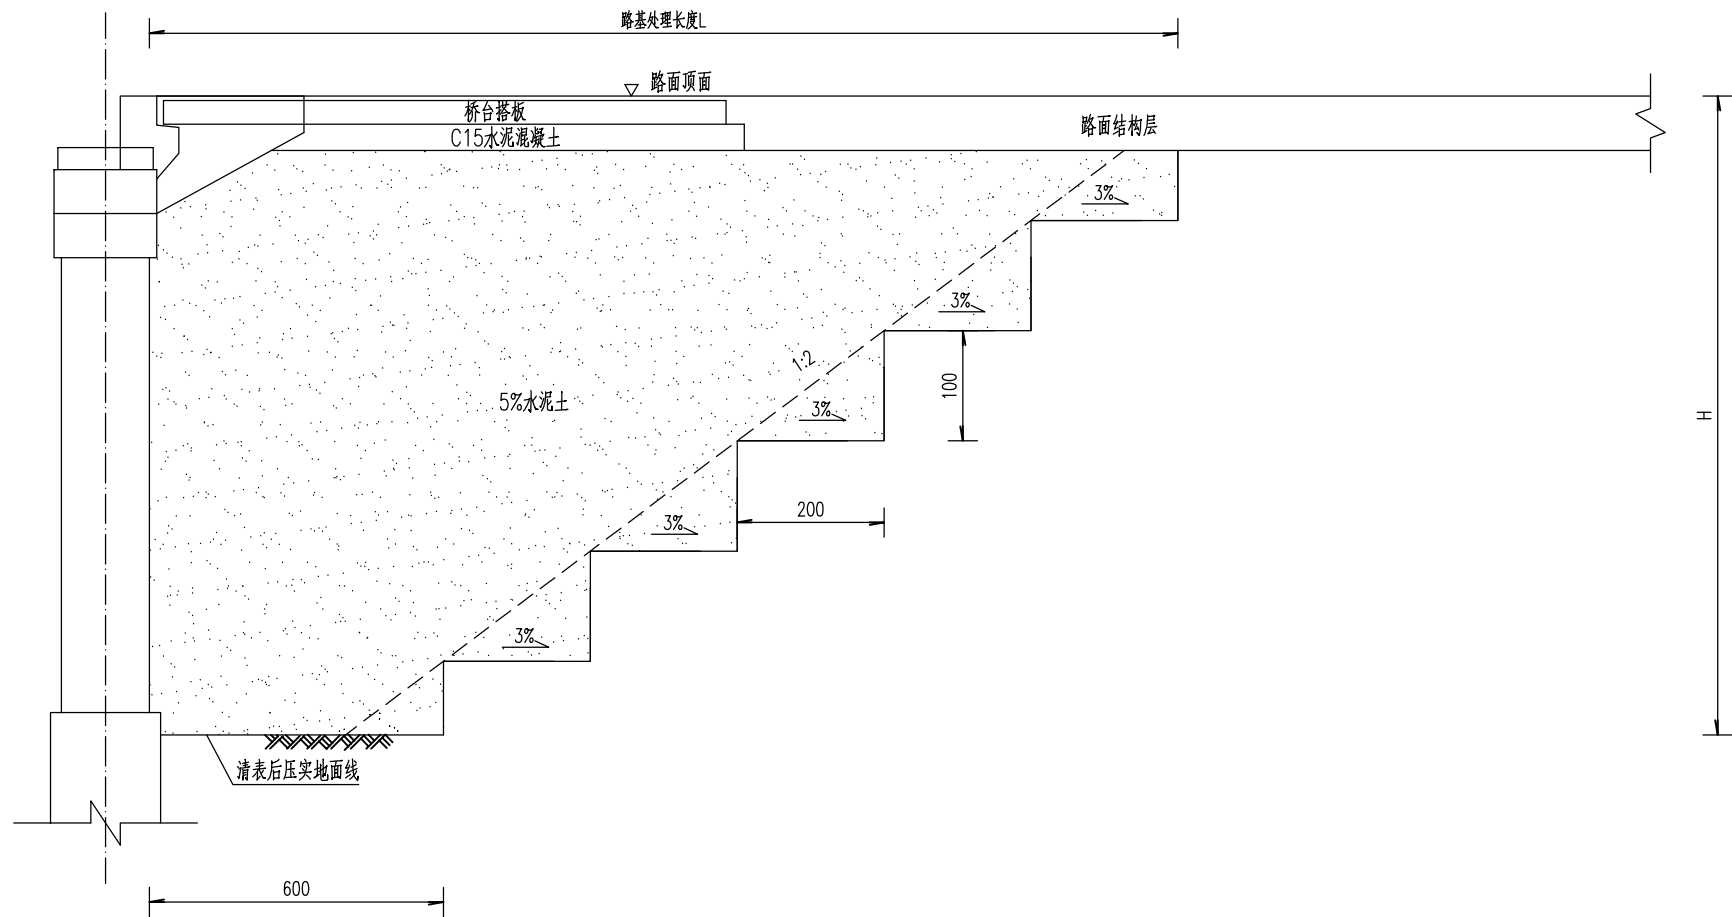 路基处理长度L
路面顶面
桥台搭板
C15水泥混凝土
路面结构层
3%
3%
1:2
100
5%水泥土
3%
H
200
3%
3%
清表后压实地面线
600